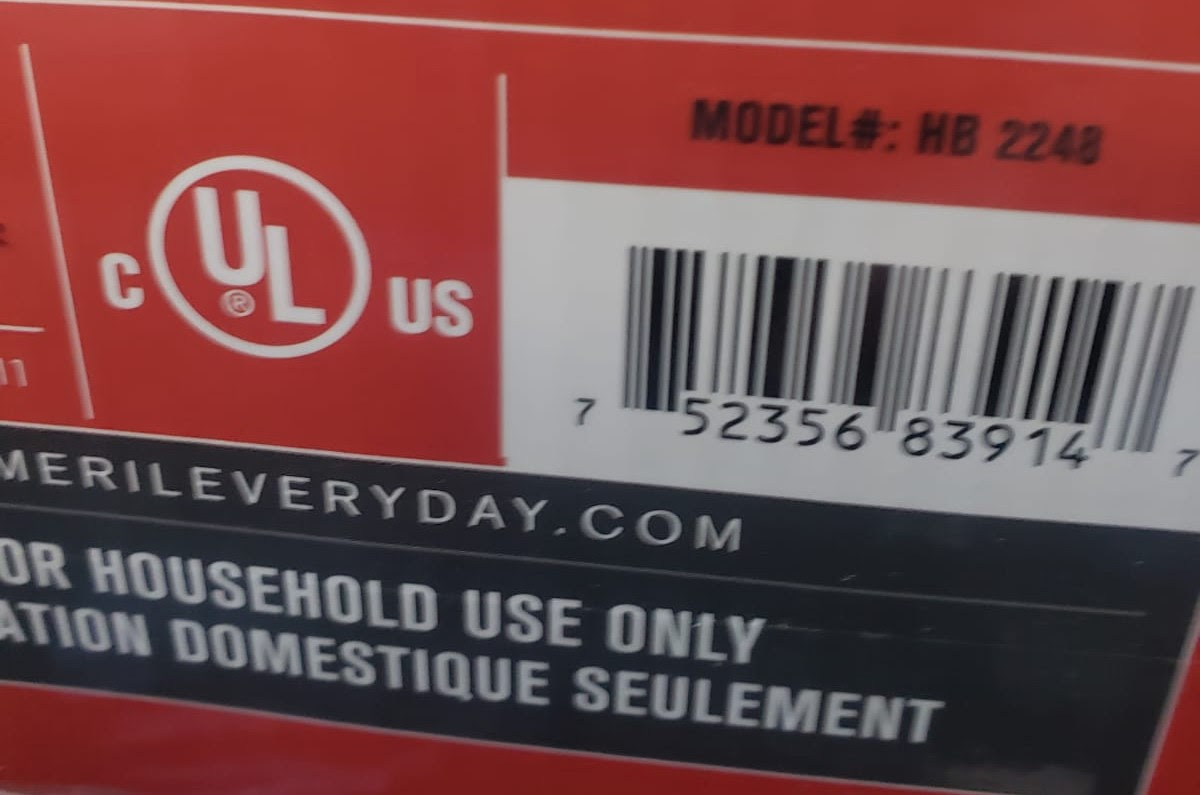 MODEL#: HB 2248
C UL® US
7 52356 83914 7
MERILEVERYDAY.COM
OR HOUSEHOLD USE ONLY
ATION DOMESTIQUE SEULEMENT